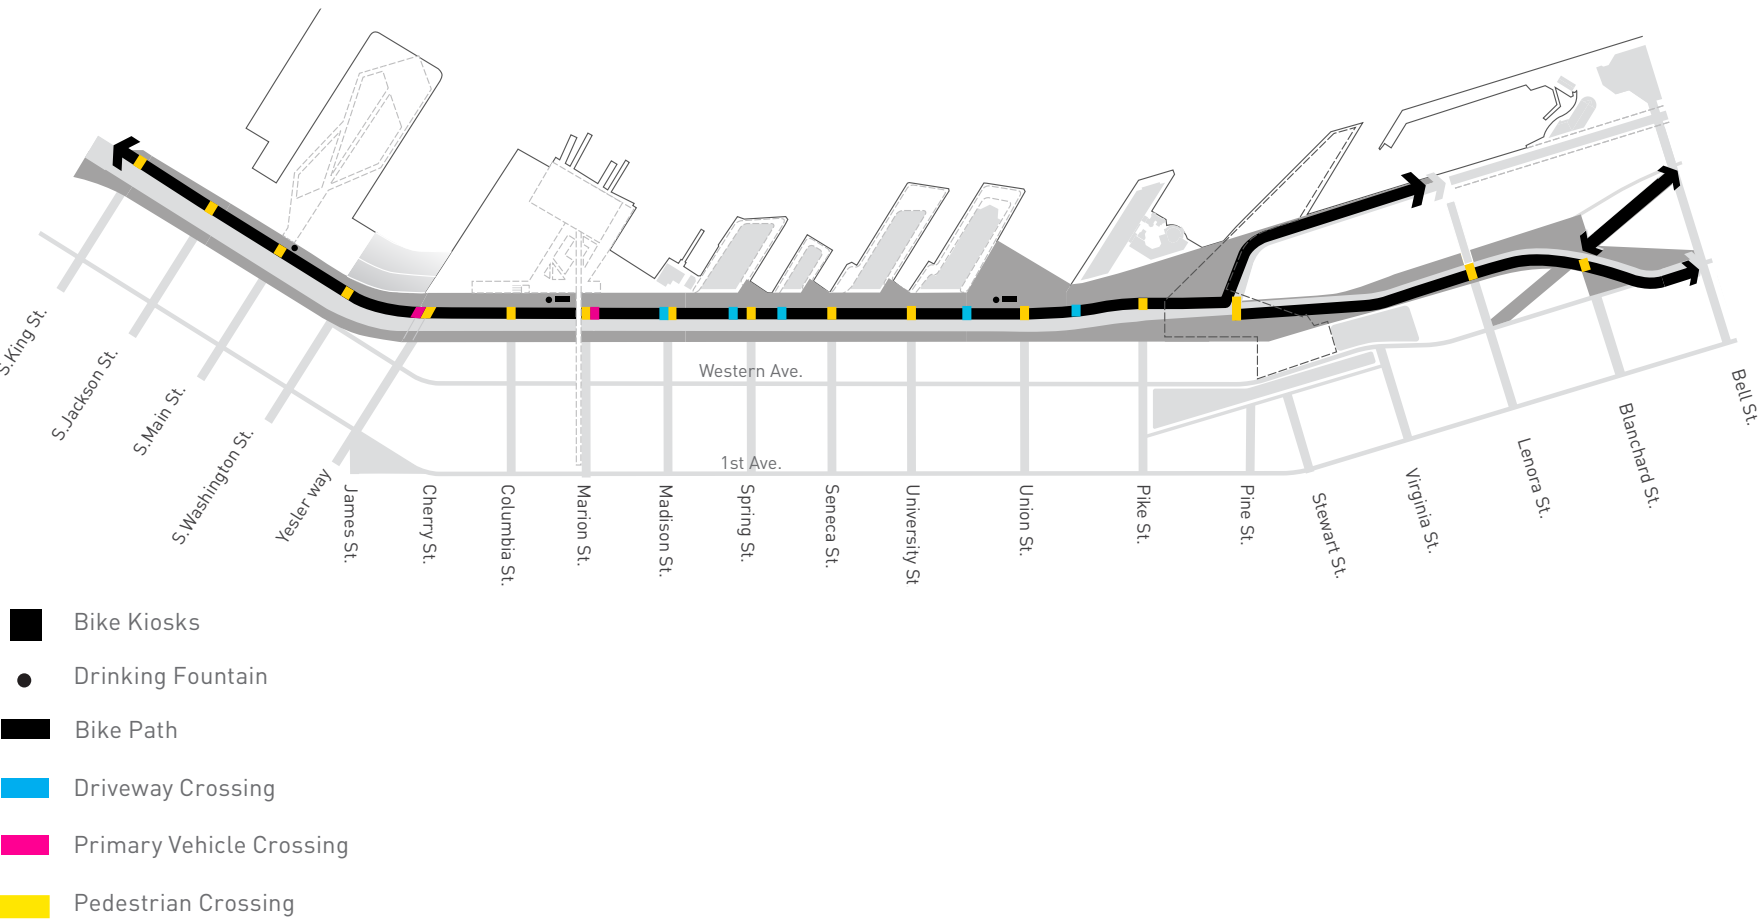 Western Ave.
1st Ave.
S.King St.
S.Jackson St.
S.Main St.
S.Washington St.
Yesler way
James St.
Cherry St.
Columbia St.
Marion St.
Madison St.
Spring St.
Seneca St.
University St
Union St.
Pike St.
Pine St.
Stewart St.
Virginia St.
Lenora St.
Blanchard St.
Bell St.
Bike Kiosks
Drinking Fountain
Bike Path
Driveway Crossing
Primary Vehicle Crossing
Pedestrian Crossing